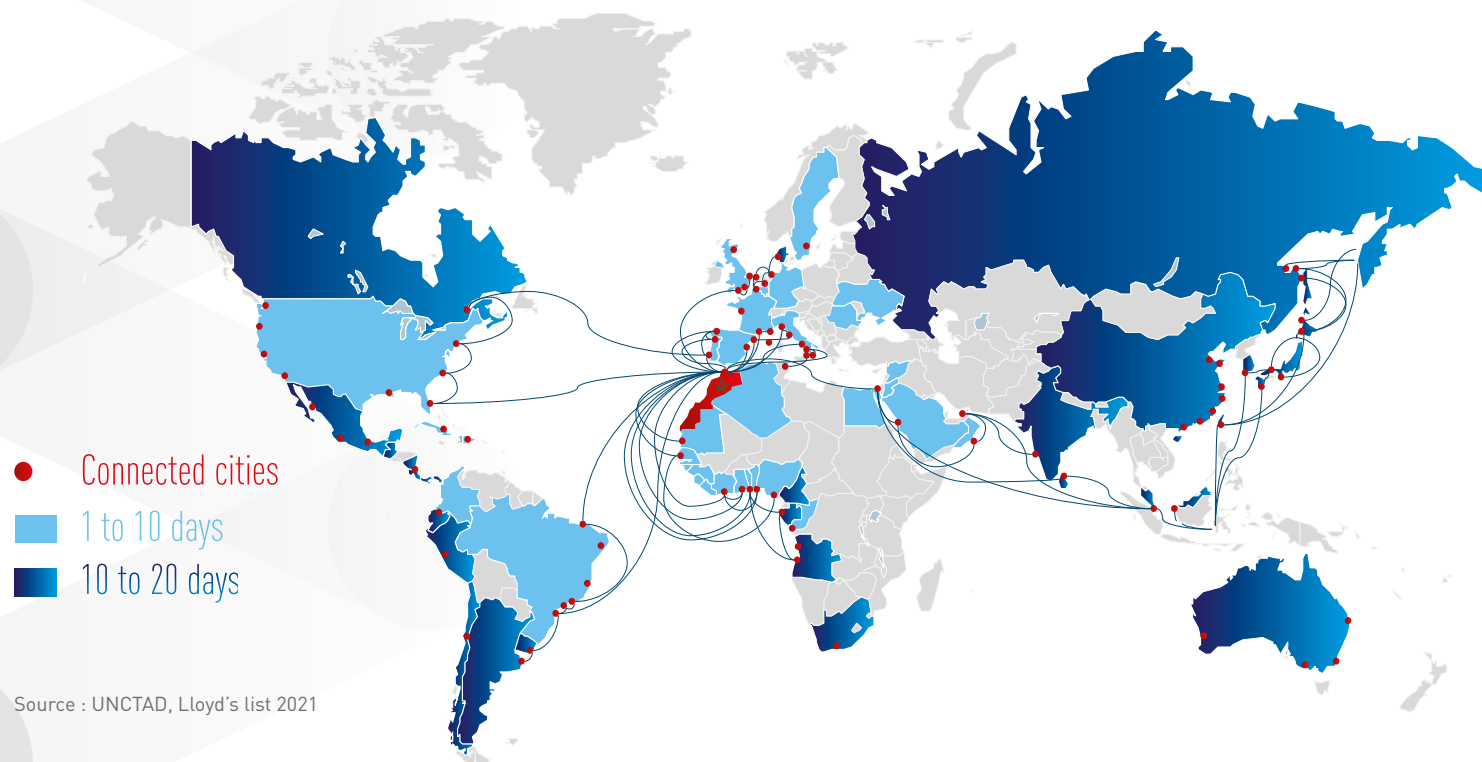 Connected cities
1 to 10 days
10 to 20 days
Source : UNCTAD, Lloyd’s list 2021